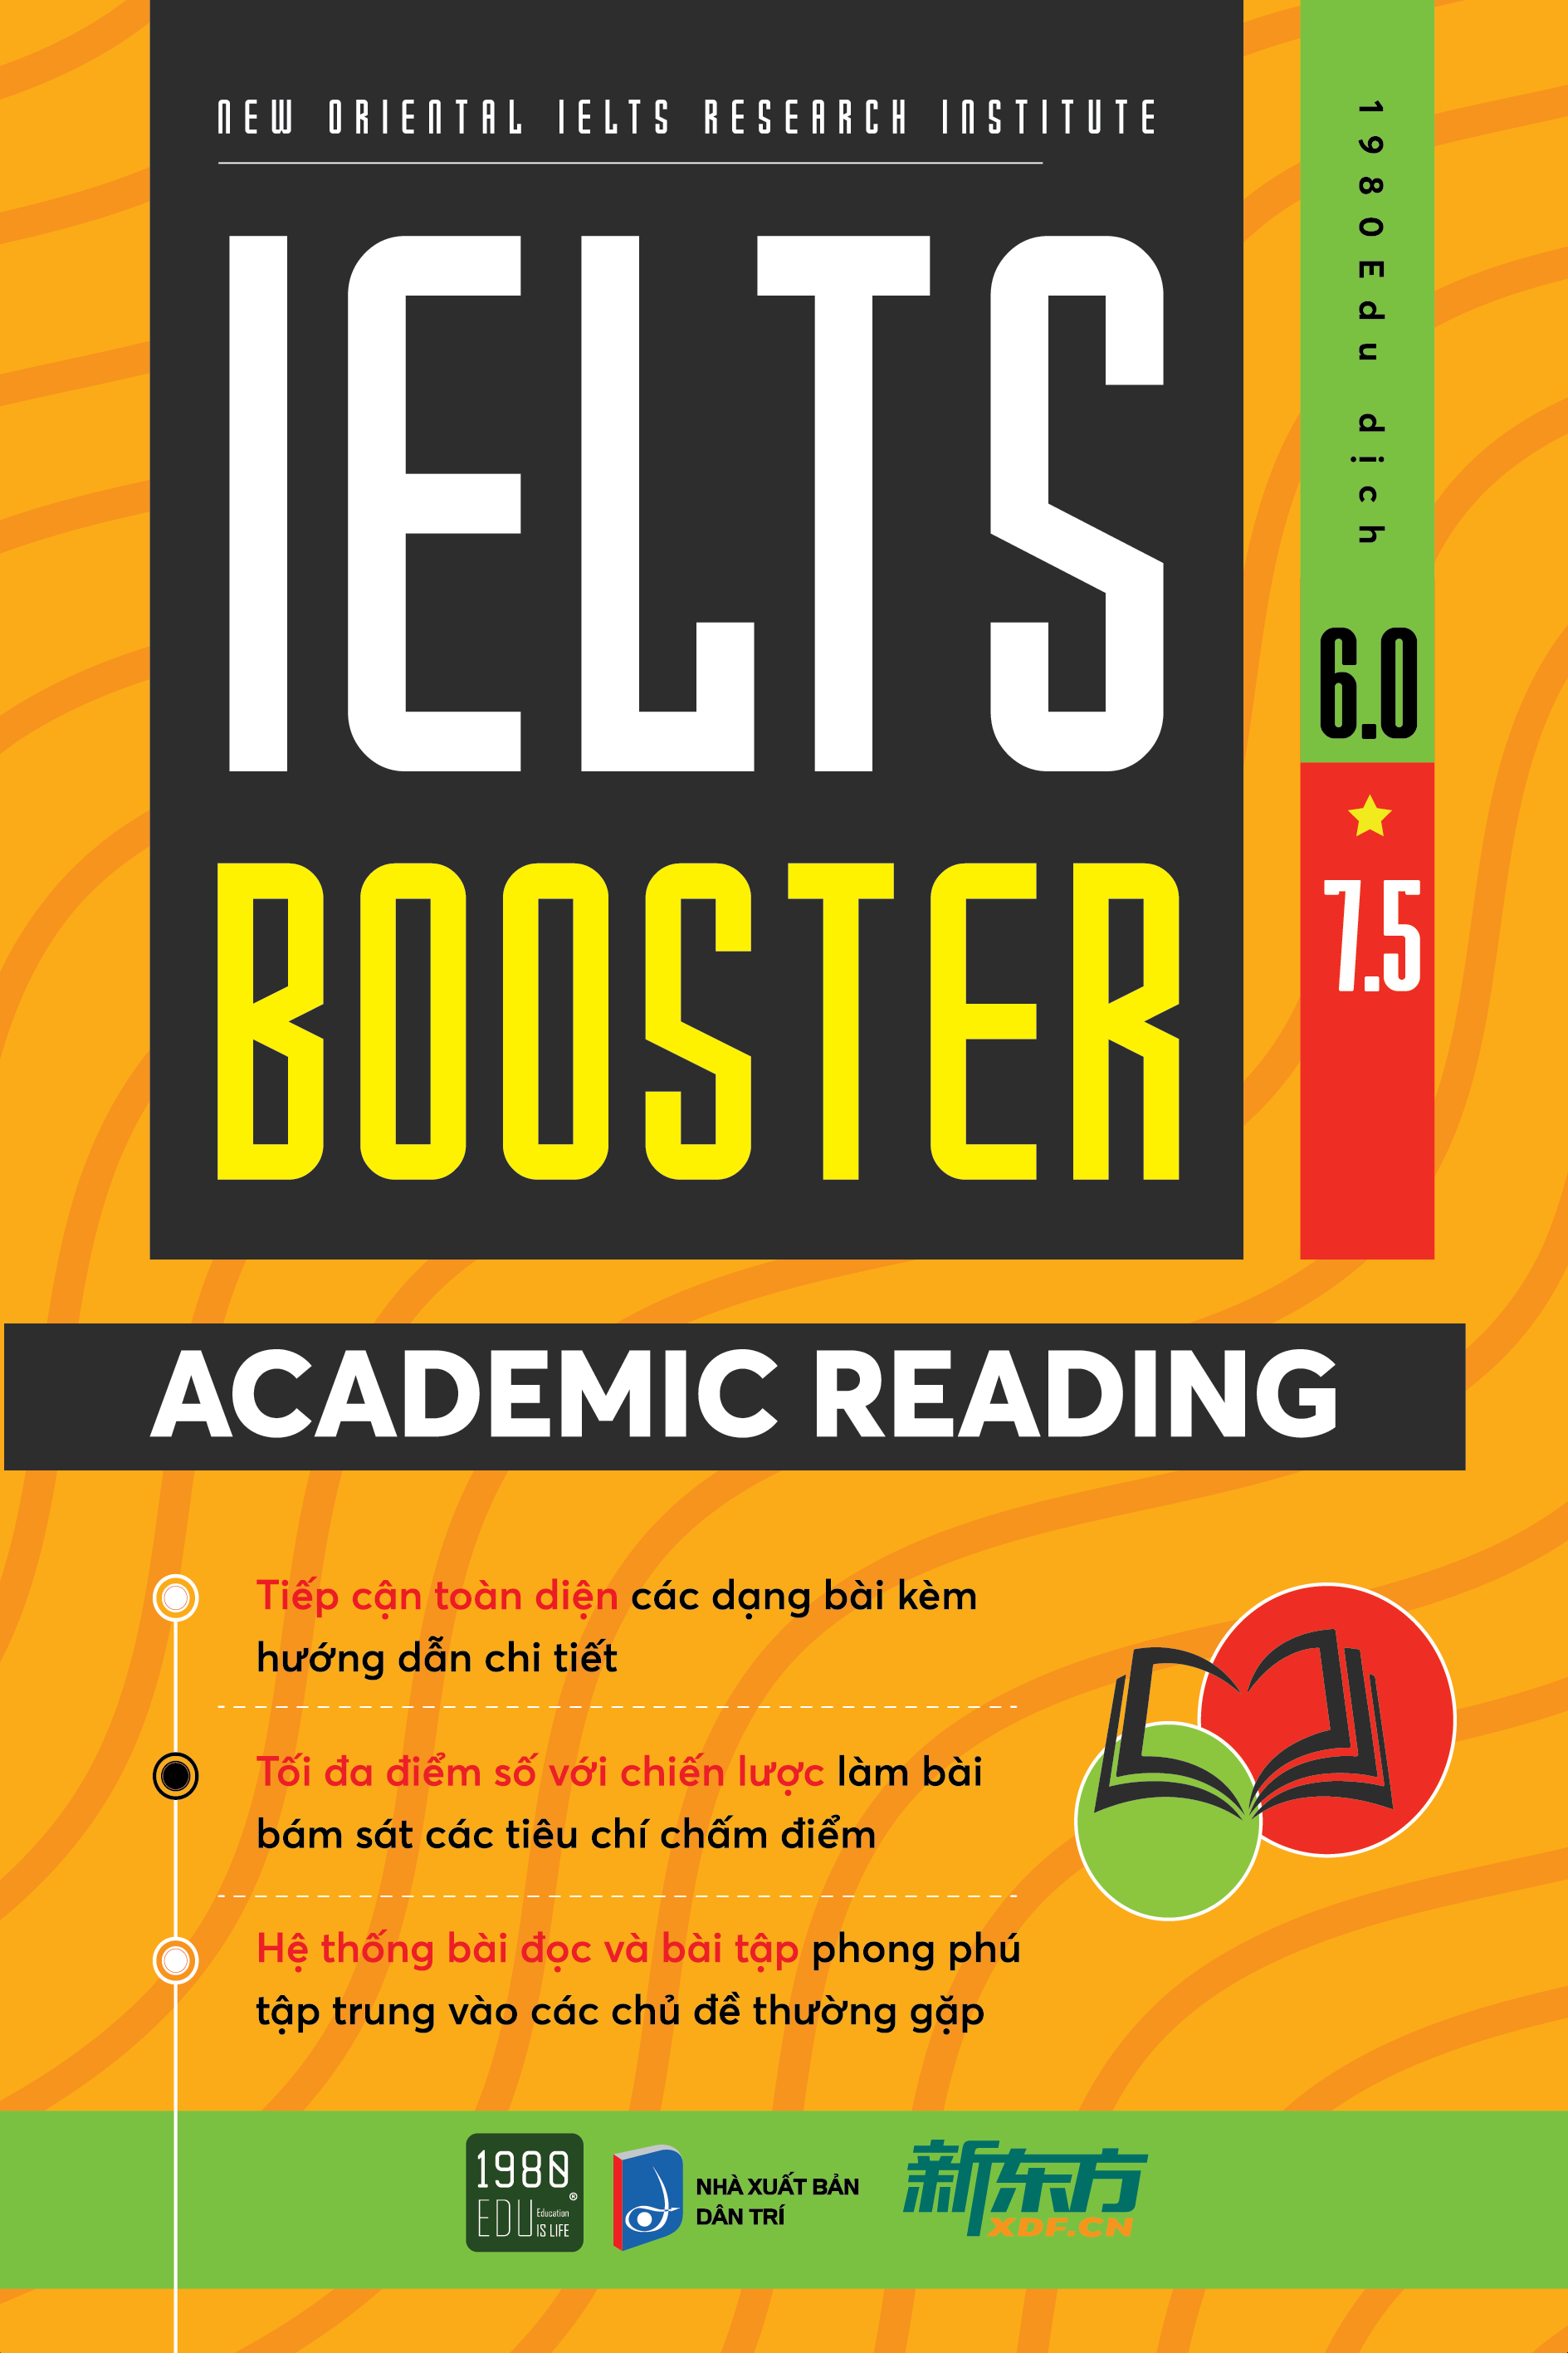 NEW ORIENTAL IELTS RESEARCH INSTITUTE
IELTS
BOOSTER
1980Edu dịch
6.0
7.5
ACADEMIC READING
Tiếp cận toàn diện các dạng bài kèm
hướng dẫn chi tiết
Tối đa điểm số với chiến lược làm bài
bám sát các tiêu chí chấm điểm
Hệ thống bài đọc và bài tập phong phú
tập trung vào các chủ đề thường gặp
1980
EDU Education
IS LIFE
®
NHÀ XUẤT BẢN
DÂN TRÍ
新东方
XDF.CN